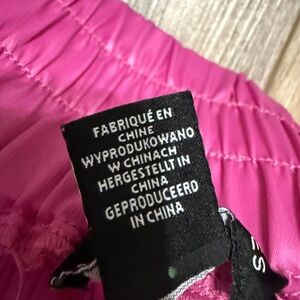 FABRIQUÉ EN
CHINE
WYPRODUKOWANO
W CHINACH
HERGESTELLT IN
CHINA
GEPRODUCEERD
IN CHINA
S